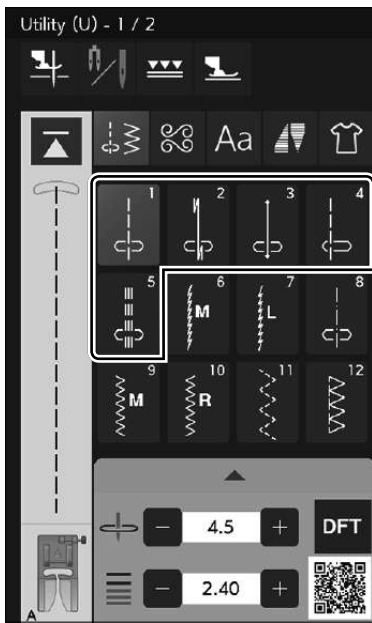 Utility (U) - 1 / 2
Aa
1 2 3 4
5 6 7 8
M L
9 10 11 12
M R
4.5 DFT
2.40
A